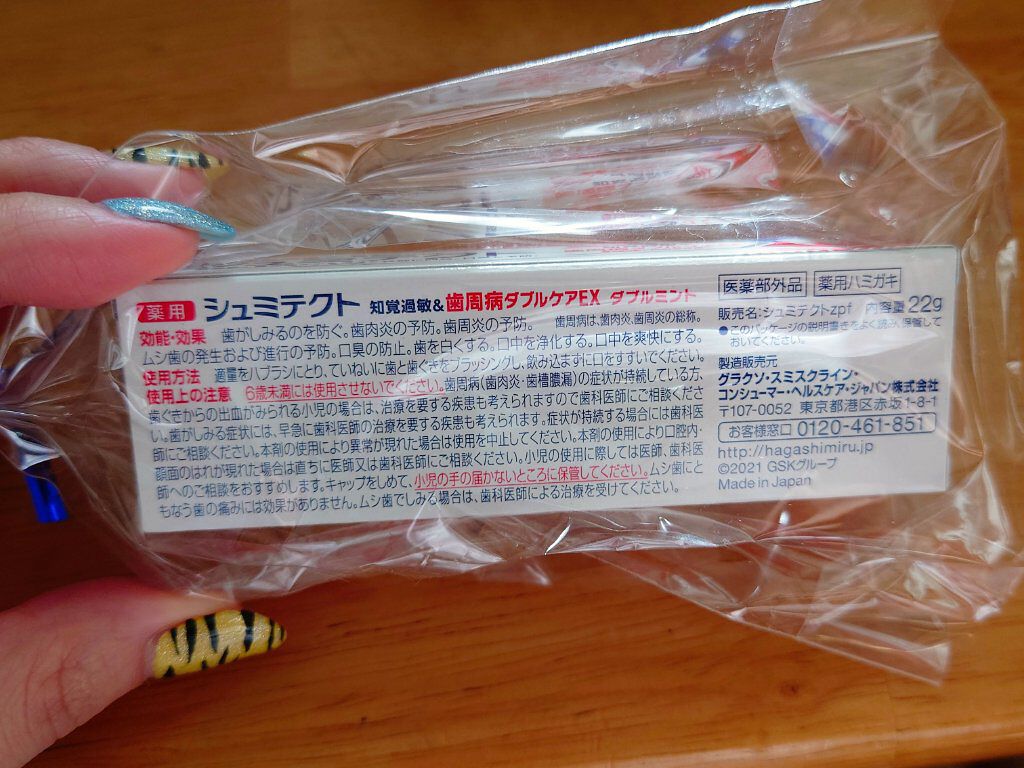 薬用 シュミテクト 知覚過敏&歯周病ダブルケアEX ダブルミント
効能・効果 歯がしみるのを防ぐ。歯肉炎の予防。歯周炎の予防。 歯周病は、歯肉炎、歯周炎の総称。
ムシ歯の発生および進行の予防。口臭の防止。歯を白くする。口中を浄化する。口中を爽快にする。
使用方法 適量をハブラシにとり、ていねいに歯と歯ぐきをブラッシングし、飲み込まずに口をすすいでください。
使用上の注意 6歳未満には使用させないでください。歯周病(歯肉炎・歯槽膿漏)の症状が持続している方、
歯ぐきからの出血がみられる小児の場合は、治療を要する疾患も考えられますので歯科医師にご相談くださ
い。歯がしみる症状には、早急に歯科医師の治療を要する疾患も考えられます。症状が持続する場合には歯科医
師にご相談ください。本剤の使用により異常が現れた場合は使用を中止してください。本剤の使用により口腔内・
顔面のはれが現れた場合は直ちに医師又は歯科医師にご相談ください。小児の使用に際しては医師、歯科医
師へのご相談をおすすめします。キャップをしめて、小児の手の届かないところに保管してください。ムシ歯にと
もなう歯の痛みには効果がありません。ムシ歯でしみる場合は、歯科医師による治療を受けてください。
医薬部外品 薬用ハミガキ
販売名:シュミテクトzpf 内容量 22g
●このパッケージの説明書きをよく読み、保管して
おいてください。
製造販売元
グラクソ・スミスクライン・
コンシューマー・ヘルスケア・ジャパン株式会社
〒107-0052 東京都港区赤坂1-8-1
お客様窓口 0120-461-851
http://hagashimiru.jp
©2021 GSKグループ
Made in Japan